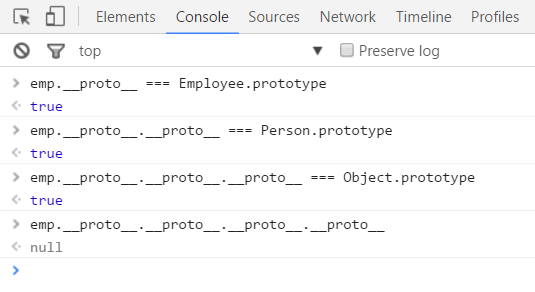 Elements Console Sources Network Timeline Profiles
top Preserve log
emp.__proto__ === Employee.prototype
true
emp.__proto__.__proto__ === Person.prototype
true
emp.__proto__.__proto__.__proto__ === Object.prototype
true
emp.__proto__.__proto__.__proto__.__proto__
null